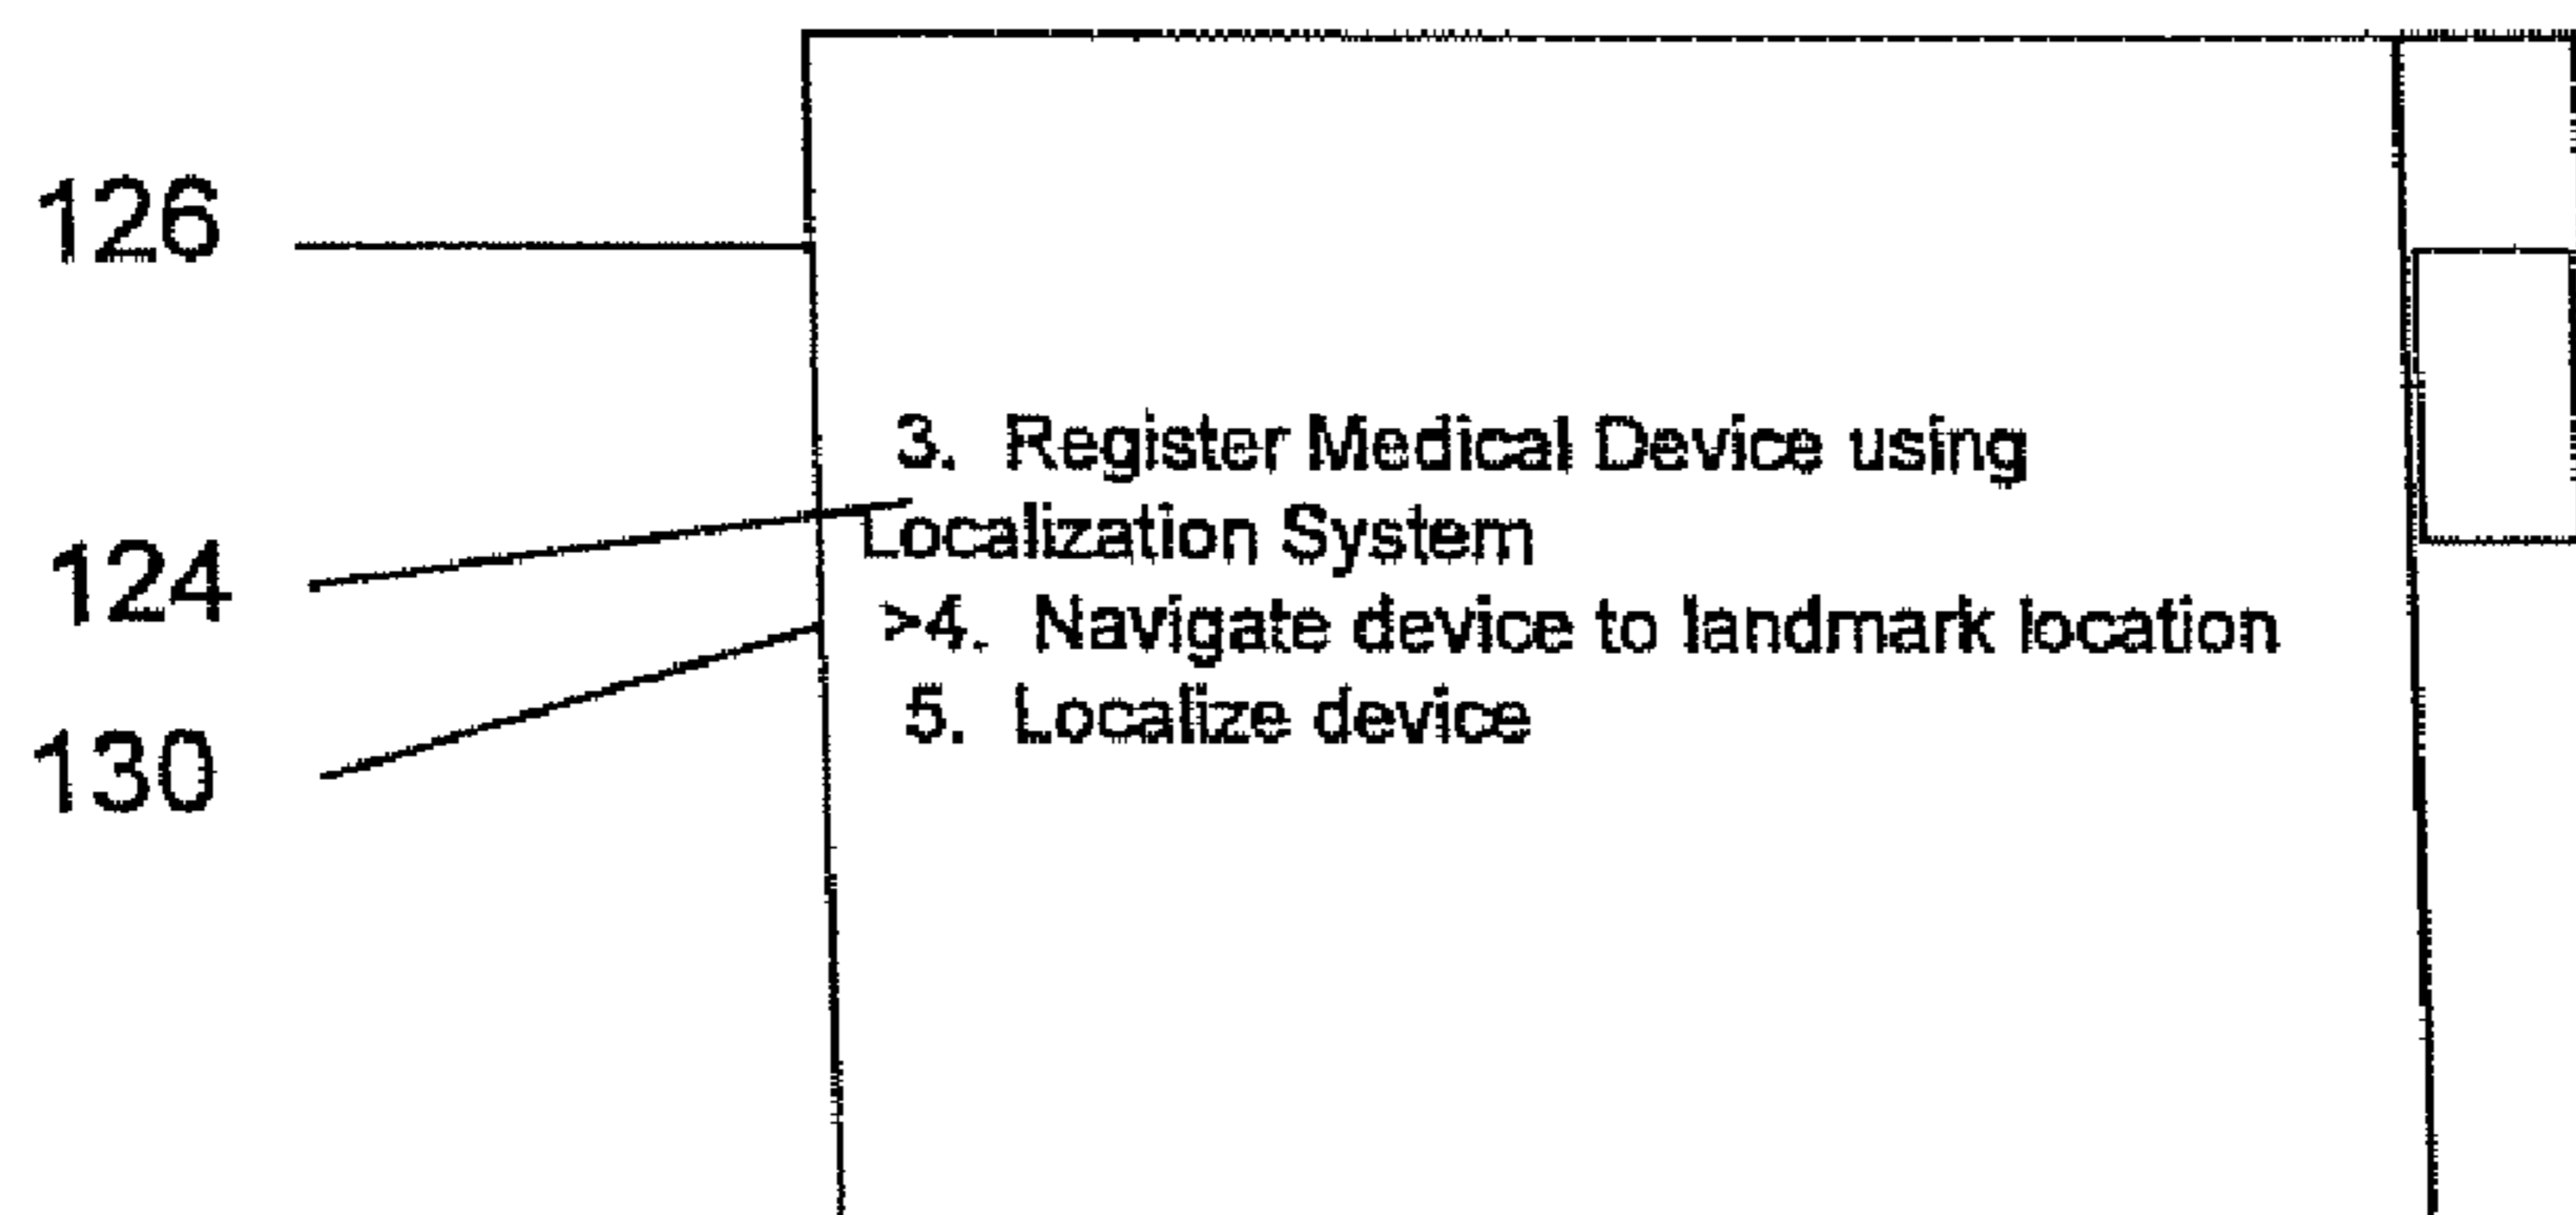 126
3. Register Medical Device using
124
Localization System
>4. Navigate device to landmark location
5. Localize device
130